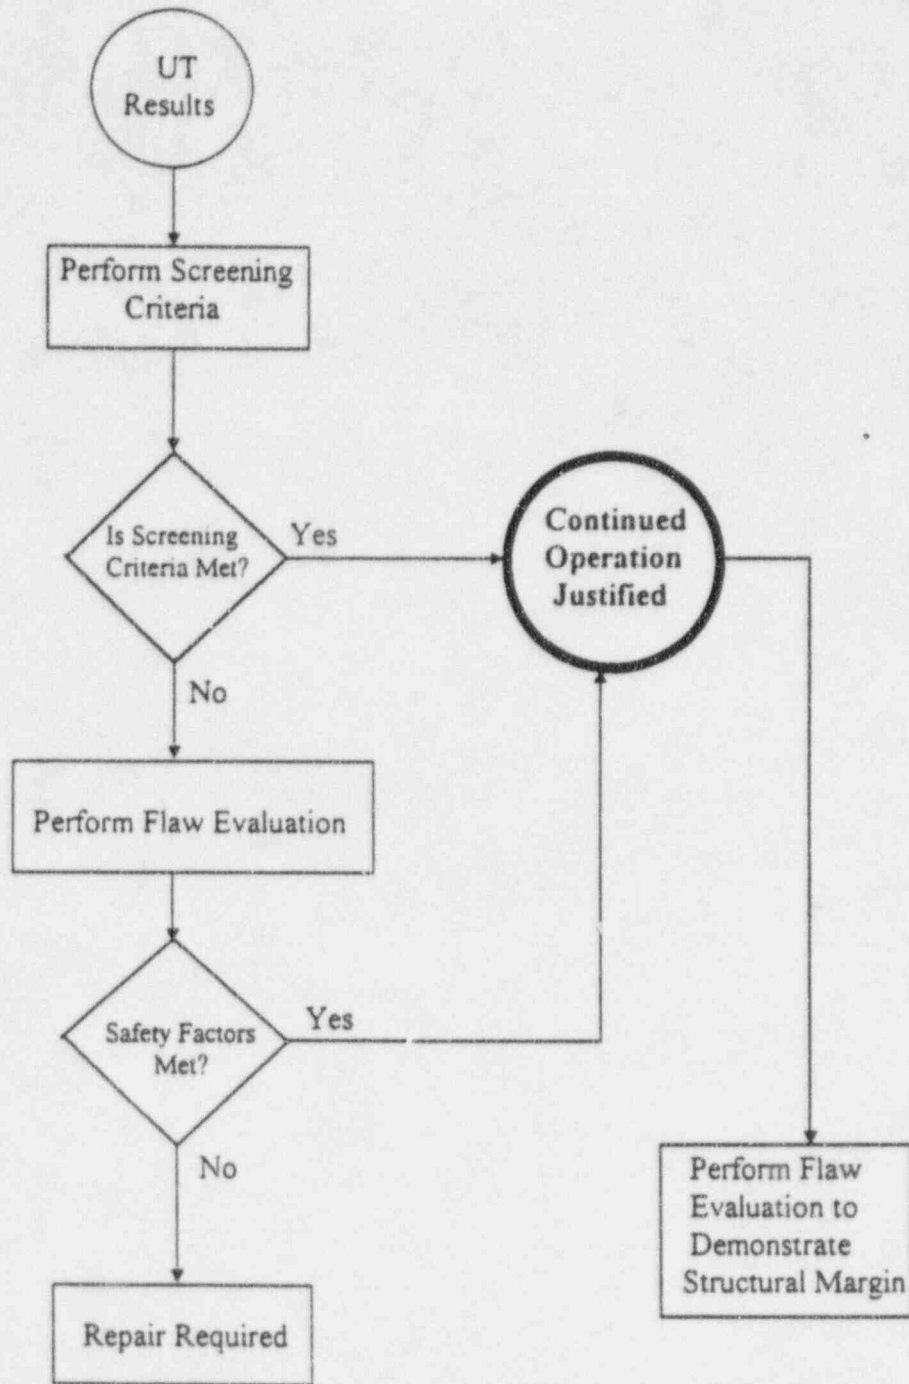 UT
Results
Perform Screening
Criteria
Is Screening
Criteria Met?
Yes
Continued
Operation
Justified
No
Perform Flaw Evaluation
Safety Factors
Met?
Yes
No
Perform Flaw
Evaluation to
Demonstrate
Structural Margin
Repair Required